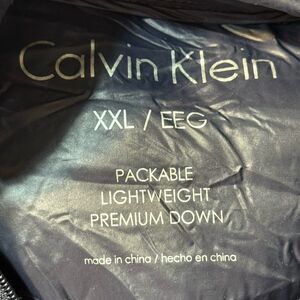 Calvin Klein
XXL / EEG
PACKABLE
LIGHTWEIGHT
PREMIUM DOWN
made in china / hecho en china